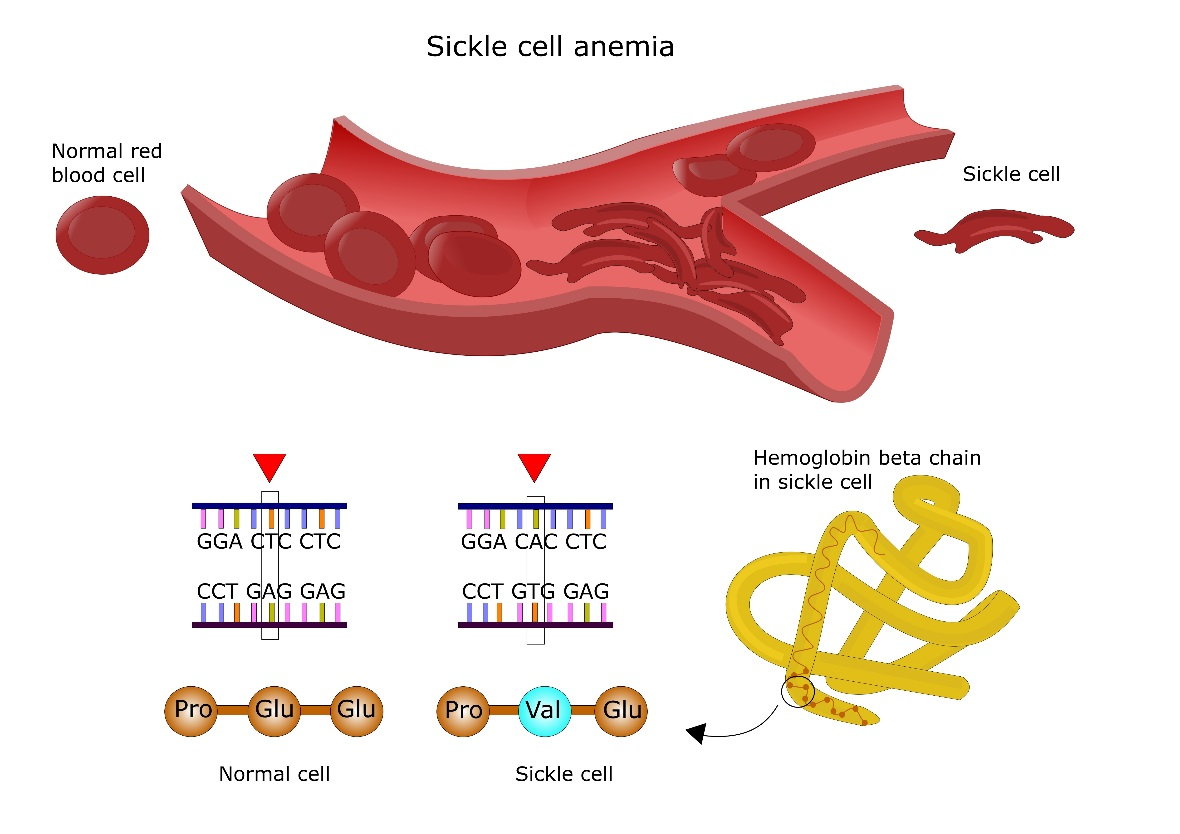 Sickle cell anemia
Normal red
blood cell
Sickle cell
Hemoglobin beta chain
in sickle cell
GGA CTC CTC
GGA CAC CTC
CCT GAG GAG
CCT GTG GAG
Pro Glu Glu
Pro Val Glu
Normal cell
Sickle cell